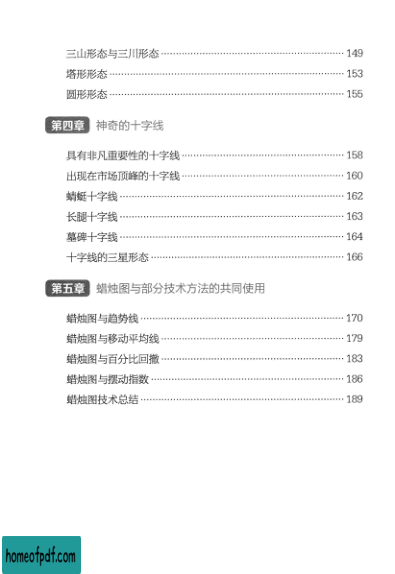 三山形态与三川形态 149
塔形形态 153
圆形形态 155
第四章 神奇的十字线
具有非凡重要性的十字线 158
出现在市场顶峰的十字线 160
蜻蜓十字线 162
长腿十字线 163
墓碑十字线 164
十字线的三星形态 166
第五章 蜡烛图与部分技术方法的共同使用
蜡烛图与趋势线 170
蜡烛图与移动平均线 179
蜡烛图与百分比回撤 183
蜡烛图与摆动指数 186
蜡烛图技术总结 189
homeofpdf.com